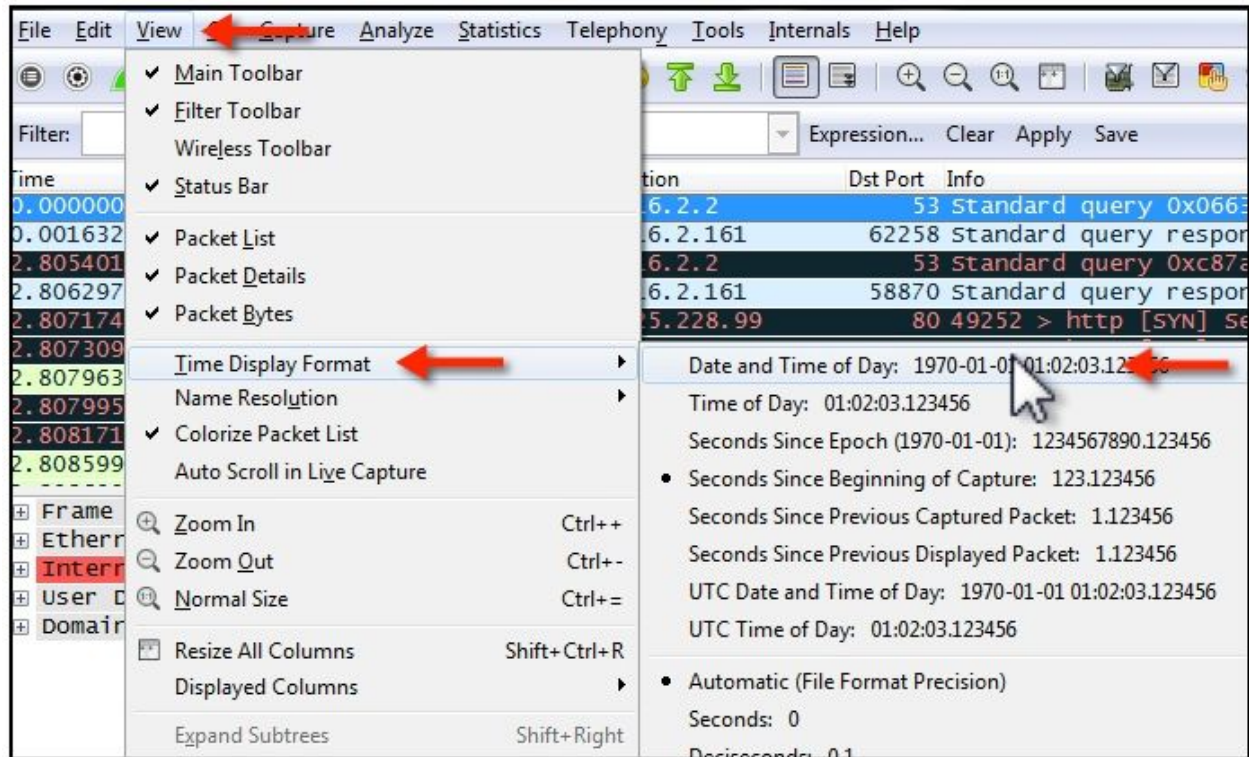 File Edit View Capture Analyze Statistics Telephony Tools Internals Help
Main Toolbar
Filter Toolbar
Wireless Toolbar
Status Bar
Packet List
Packet Details
Packet Bytes
Time Display Format
Name Resolution
Colorize Packet List
Auto Scroll in Live Capture
Zoom In Ctrl++
Zoom Out Ctrl+-
Normal Size Ctrl+=
Resize All Columns Shift+Ctrl+R
Displayed Columns
Expand Subtrees Shift+Right
Filter: Expression... Clear Apply Save
Time Dst Port Info
0.000000 6.2.2 53 Standard query 0x0663
0.001632 6.2.161 62258 Standard query respon
2.805401 6.2.2 53 Standard query 0xc87a
2.806297 6.2.161 58870 Standard query respon
2.807174 5.228.99 80 49252 > http [SYN] Se
2.807309
2.807963
2.807995
2.808171
2.808599
Frame
Ethern
Intern
User D
Domain
Date and Time of Day: 1970-01-01 01:02:03.123456
Time of Day: 01:02:03.123456
Seconds Since Epoch (1970-01-01): 1234567890.123456
Seconds Since Beginning of Capture: 123.123456
Seconds Since Previous Captured Packet: 1.123456
Seconds Since Previous Displayed Packet: 1.123456
UTC Date and Time of Day: 1970-01-01 01:02:03.123456
UTC Time of Day: 01:02:03.123456
Automatic (File Format Precision)
Seconds: 0
Deciseconds: 0.1